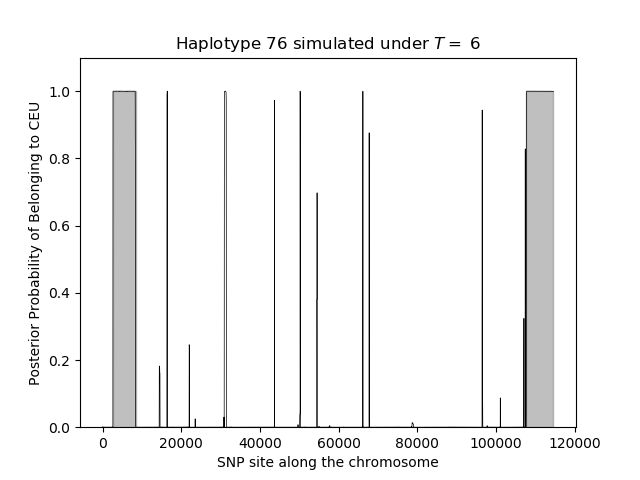 Haplotype 76 simulated under T = 6
Posterior Probability of Belonging to CEU
1.0
0.8
0.6
0.4
0.2
0.0
0 20000 40000 60000 80000 100000 120000
SNP site along the chromosome